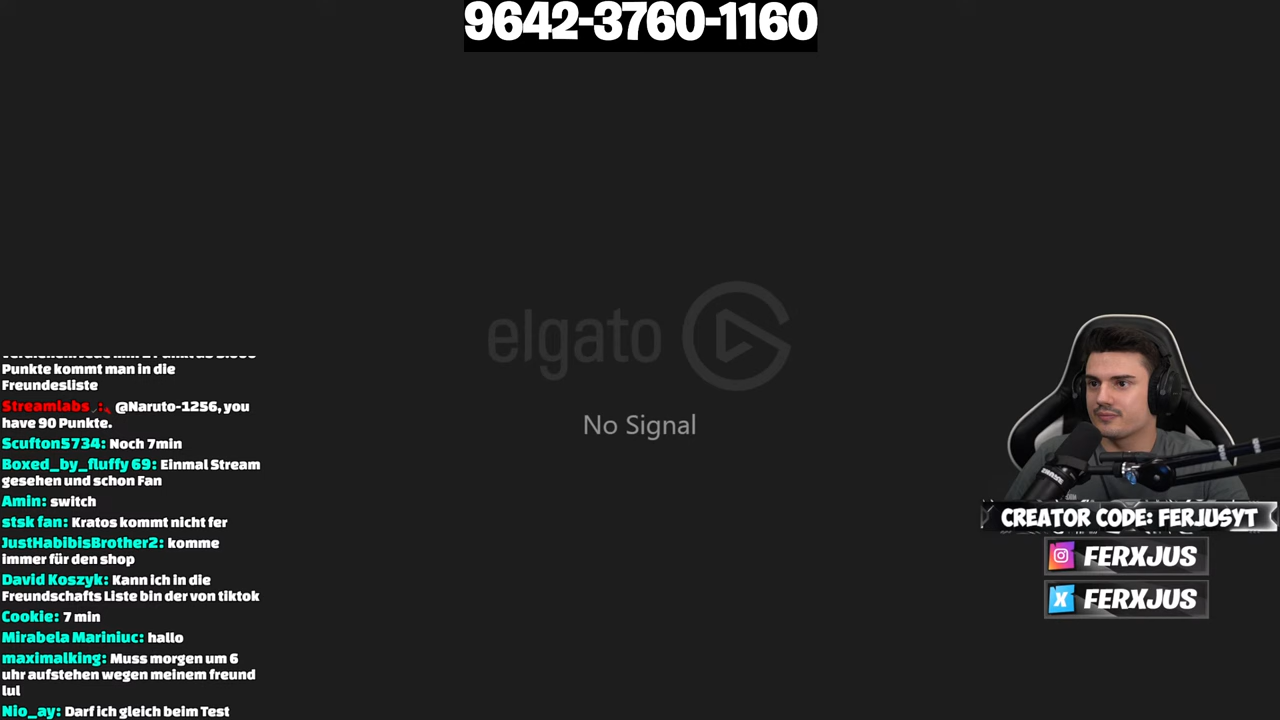 9642-3760-1160
elgato
No Signal
Punkte kommt man in die
Freundesliste
Streamlabs : @Naruto-1256, you
have 90 Punkte.
Scufton5734: Noch 7min
Boxed_by_fluffy 69: Einmal Stream
gesehen und schon Fan
Amin: switch
stsk fan: Kratos kommt nicht fer
JustHabibisBrother2: komme
immer für den shop
David Koszyk: Kann ich in die
Freundschafts Liste bin der von tiktok
Cookie: 7 min
Mirabela Mariniuc: hallo
maximalking: Muss morgen um 6
uhr aufstehen wegen meinem freund
lul
Nio_ay: Darf ich gleich beim Test
CREATOR CODE: FERJUSYT
FERXJUS
FERXJUS